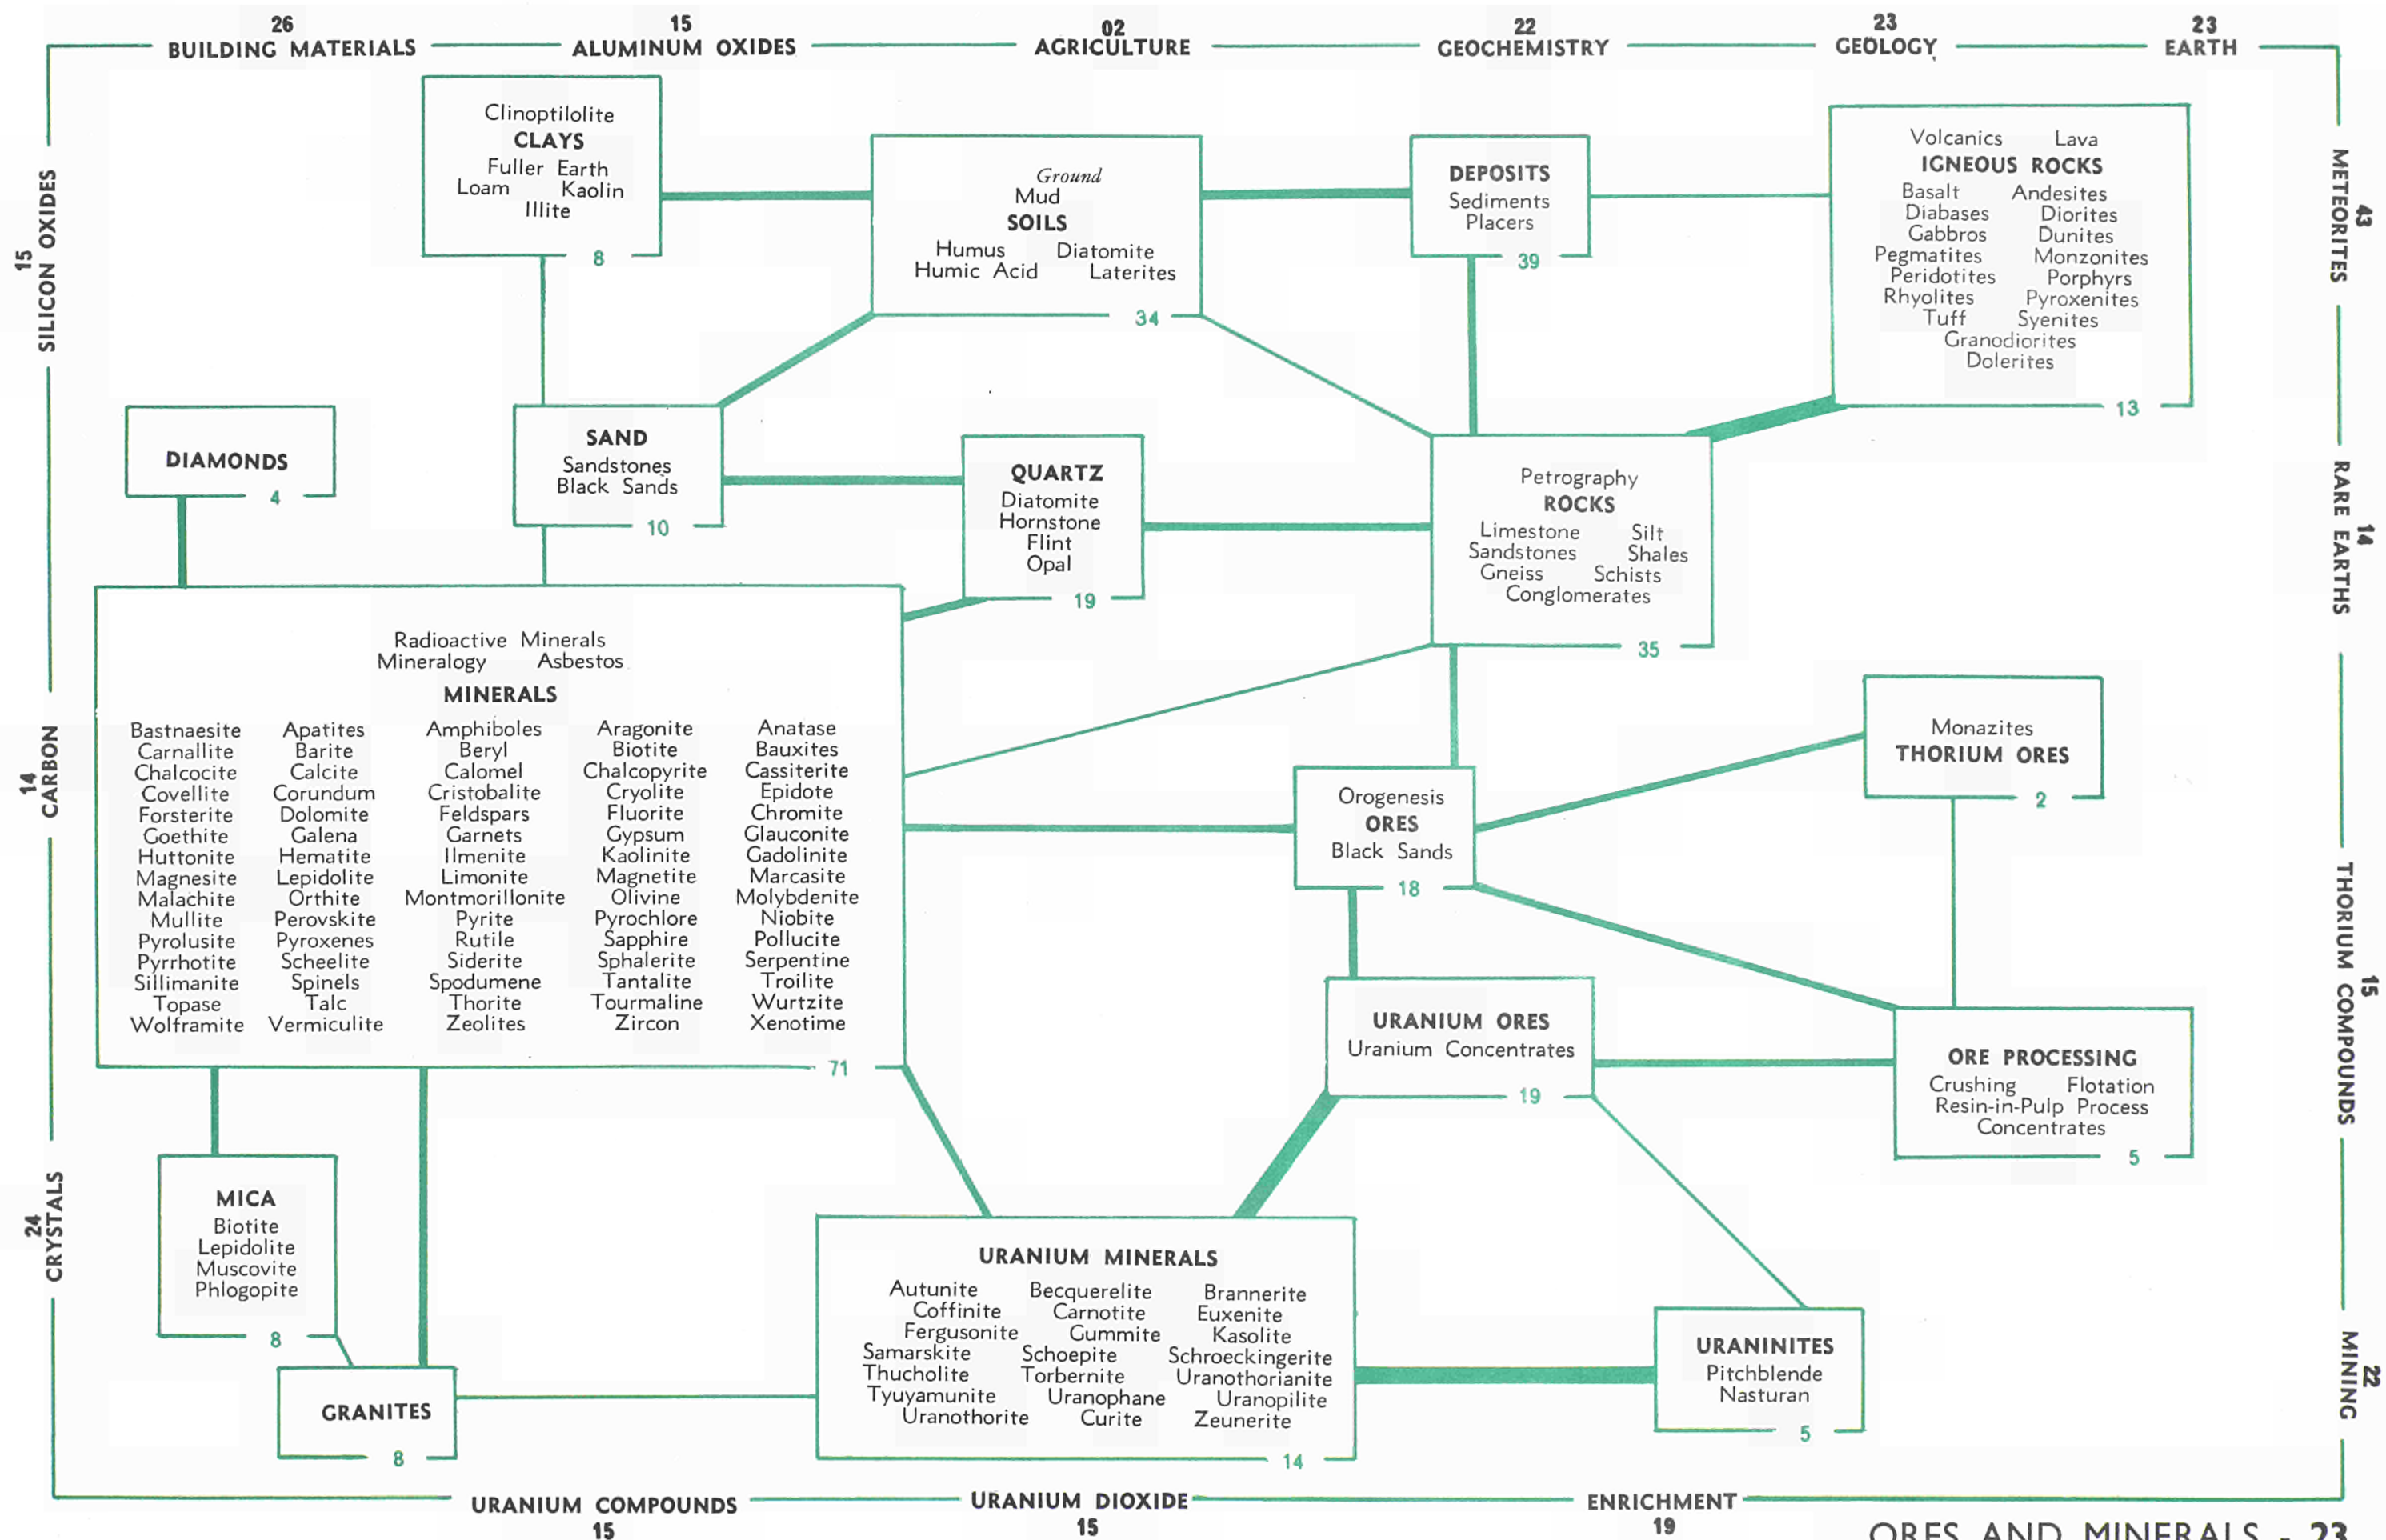 26 15 02 22 23 23
BUILDING MATERIALS ALUMINUM OXIDES AGRICULTURE GEOCHEMISTRY GEOLOGY EARTH
15
SILICON OXIDES
14
CARBON
24
CRYSTALS
Clinoptilolite
CLAYS
Fuller Earth
Loam Kaolin
Illite
8
Ground
Mud
SOILS
Humus Diatomite
Humic Acid Laterites
34
DEPOSITS
Sediments
Placers
39
Volcanics Lava
IGNEOUS ROCKS
Basalt Andesites
Diabases Diorites
Gabbros Dunites
Pegmatites Monzonites
Peridotites Porphyrs
Rhyolites Pyroxenites
Tuff Syenites
Granodiorites
Dolerites
13
DIAMONDS
4
SAND
Sandstones
Black Sands
10
QUARTZ
Diatomite
Hornstone
Flint
Opal
19
Petrography
ROCKS
Limestone Silt
Sandstones Shales
Gneiss Schists
Conglomerates
35
Radioactive Minerals
Mineralogy Asbestos
MINERALS
Bastnaesite Apatites Amphiboles Aragonite Anatase
Carnallite Barite Beryl Biotite Bauxites
Chalcocite Calcite Calomel Chalcopyrite Cassiterite
Covellite Corundum Cristobalite Cryolite Epidote
Forsterite Dolomite Feldspars Fluorite Chromite
Goethite Galena Garnets Gypsum Glauconite
Huttonite Hematite Ilmenite Kaolinite Gadolinite
Magnesite Lepidolite Limonite Magnetite Marcasite
Malachite Orthite Montmorillonite Olivine Molybdenite
Mullite Perovskite Pyrite Pyrochlore Niobite
Pyrolusite Pyroxenes Rutile Sapphire Pollucite
Pyrrhotite Scheelite Siderite Sphalerite Serpentine
Sillimanite Spinels Spodumene Tantalite Troilite
Topase Talc Thorite Tourmaline Wurtzite
Wolframite Vermiculite Zeolites Zircon Xenotime
71
Monazites
THORIUM ORES
2
Orogenesis
ORES
Black Sands
18
URANIUM ORES
Uranium Concentrates
19
ORE PROCESSING
Crushing Flotation
Resin-in-Pulp Process
Concentrates
5
MICA
Biotite
Lepidolite
Muscovite
Phlogopite
8
GRANITES
8
URANIUM MINERALS
Autunite Becquerelite Brannerite
Coffinite Carnotite Euxenite
Fergusonite Gummite Kasolite
Samarskite Schoepite Schroeckingerite
Thucholite Torbernite Uranothorianite
Tyuyamunite Uranophane Uranopilite
Uranothorite Curite Zeunerite
14
URANINITES
Pitchblende
Nasturan
5
43
METEORITES
14
RARE EARTHS
15
THORIUM COMPOUNDS
22
MINING
URANIUM COMPOUNDS URANIUM DIOXIDE ENRICHMENT
15 15 19
ORES AND MINERALS - 23